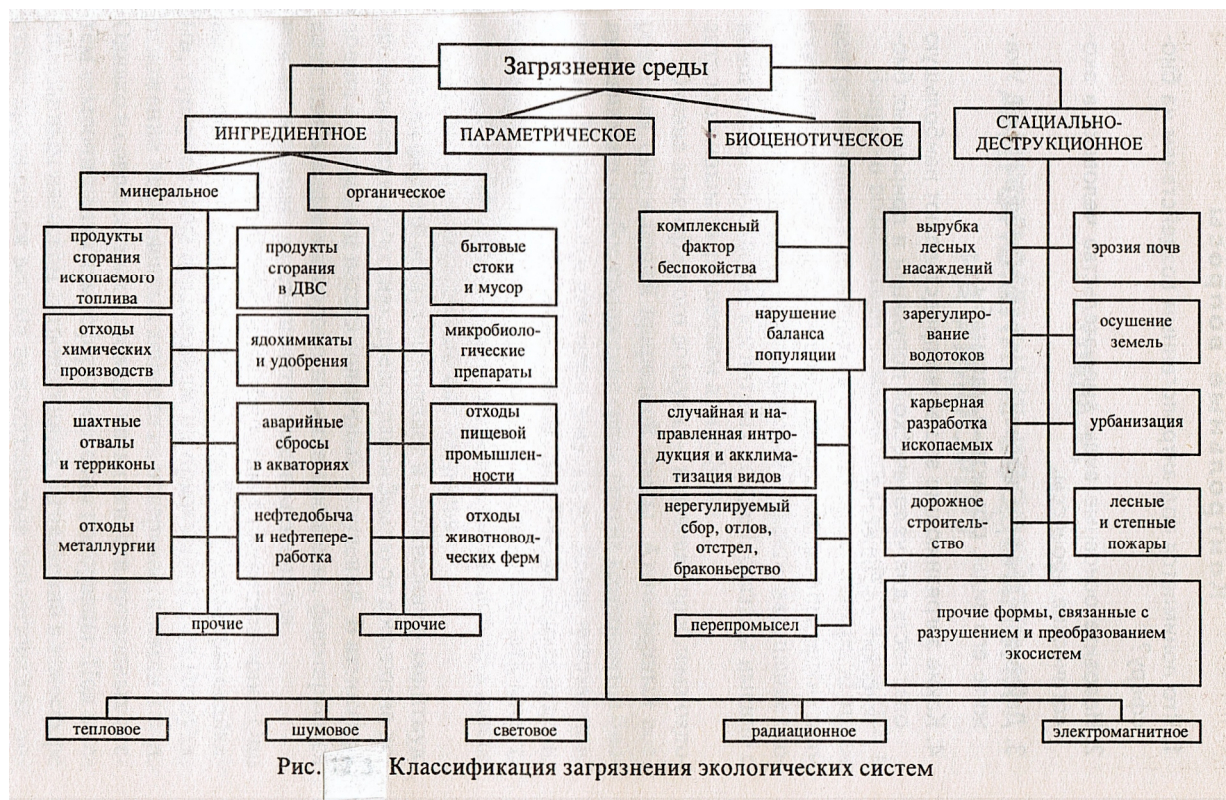 Загрязнение среды
ИНГРЕДИЕНТНОЕ
ПАРАМЕТРИЧЕСКОЕ
БИОЦЕНОТИЧЕСКОЕ
СТАЦИАЛЬНО-
ДЕСТРУКЦИОННОЕ
минеральное
органическое
продукты
сгорания
ископаемого
топлива
продукты
сгорания
в ДВС
бытовые
стоки
и мусор
комплексный
фактор
беспокойства
вырубка
лесных
насаждений
эрозия почв
отходы
химических
производств
ядохимикаты
и удобрения
микробиоло-
гические
препараты
нарушение
баланса
популяции
зарегулиро-
вание
водотоков
осушение
земель
шахтные
отвалы
и терриконы
аварийные
сбросы
в акваториях
отходы
пищевой
промышлен-
ности
случайная и на-
правленная интро-
дукция и акклима-
тизация видов
карьерная
разработка
ископаемых
урбанизация
отходы
металлургии
нефтедобыча
и нефтепере-
работка
отходы
животновод-
ческих ферм
нерегулируемый
сбор, отлов,
отстрел,
браконьерство
дорожное
строитель-
ство
лесные
и степные
пожары
прочие
прочие
перепромысел
прочие формы, связанные с
разрушением и преобразованием
экосистем
тепловое
шумовое
световое
радиационное
электромагнитное
Рис. Классификация загрязнения экологических систем